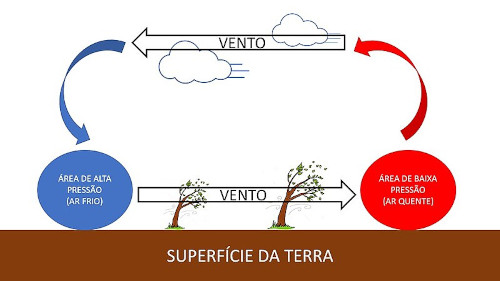 VENTO
ÁREA DE ALTA
PRESSÃO
(AR FRIO)
VENTO
ÁREA DE BAIXA
PRESSÃO
(AR QUENTE)
SUPERFÍCIE DA TERRA